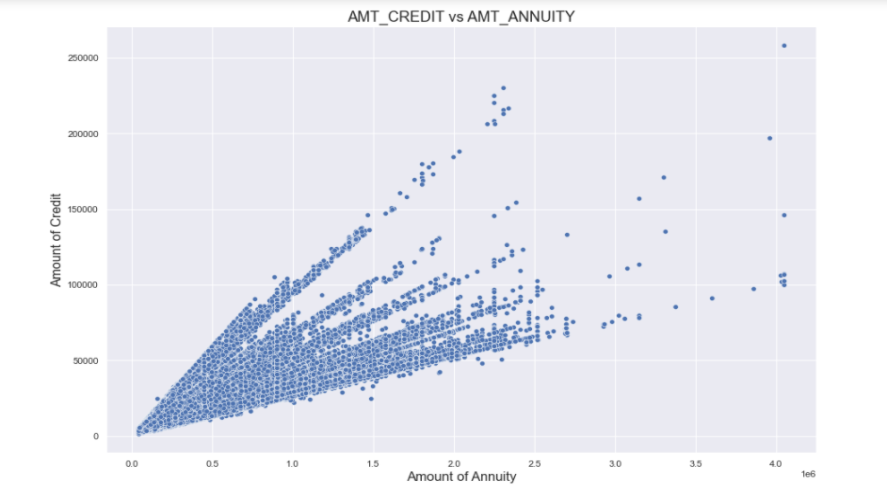 AMT_CREDIT vs AMT_ANNUITY
250000
200000
150000
100000
50000
0
Amount of Credit
0.0 0.5 1.0 1.5 2.0 2.5 3.0 3.5 4.0
1e6
Amount of Annuity